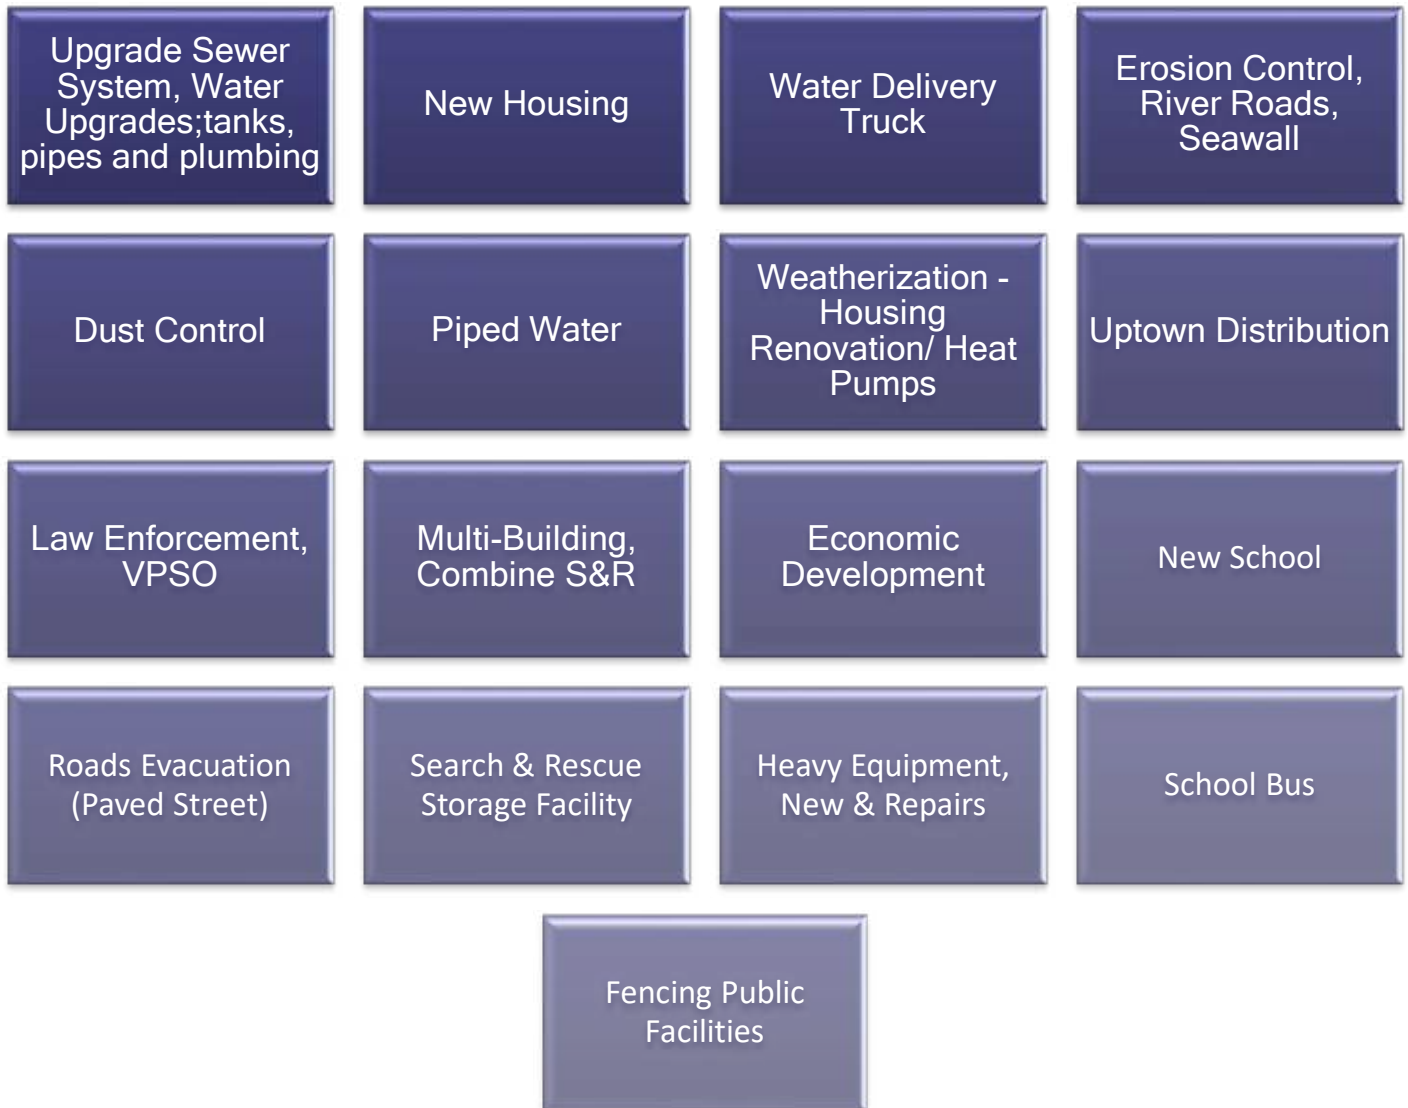 Upgrade Sewer
System, Water
Upgrades;tanks,
pipes and plumbing
New Housing
Water Delivery
Truck
Erosion Control,
River Roads,
Seawall
Dust Control
Piped Water
Weatherization -
Housing
Renovation/ Heat
Pumps
Uptown Distribution
Law Enforcement,
VPSO
Multi-Building,
Combine S&R
Economic
Development
New School
Roads Evacuation
(Paved Street)
Search & Rescue
Storage Facility
Heavy Equipment,
New & Repairs
School Bus
Fencing Public
Facilities